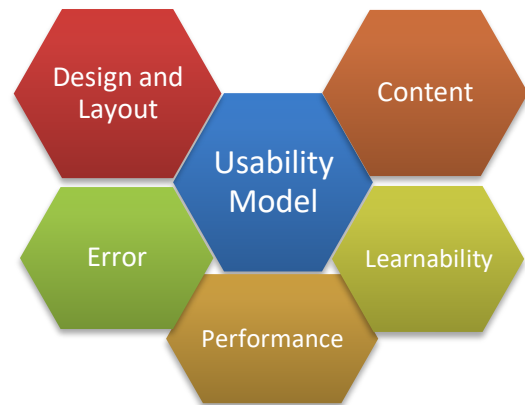 Design and
Layout
Content
Usability
Model
Error
Learnability
Performance